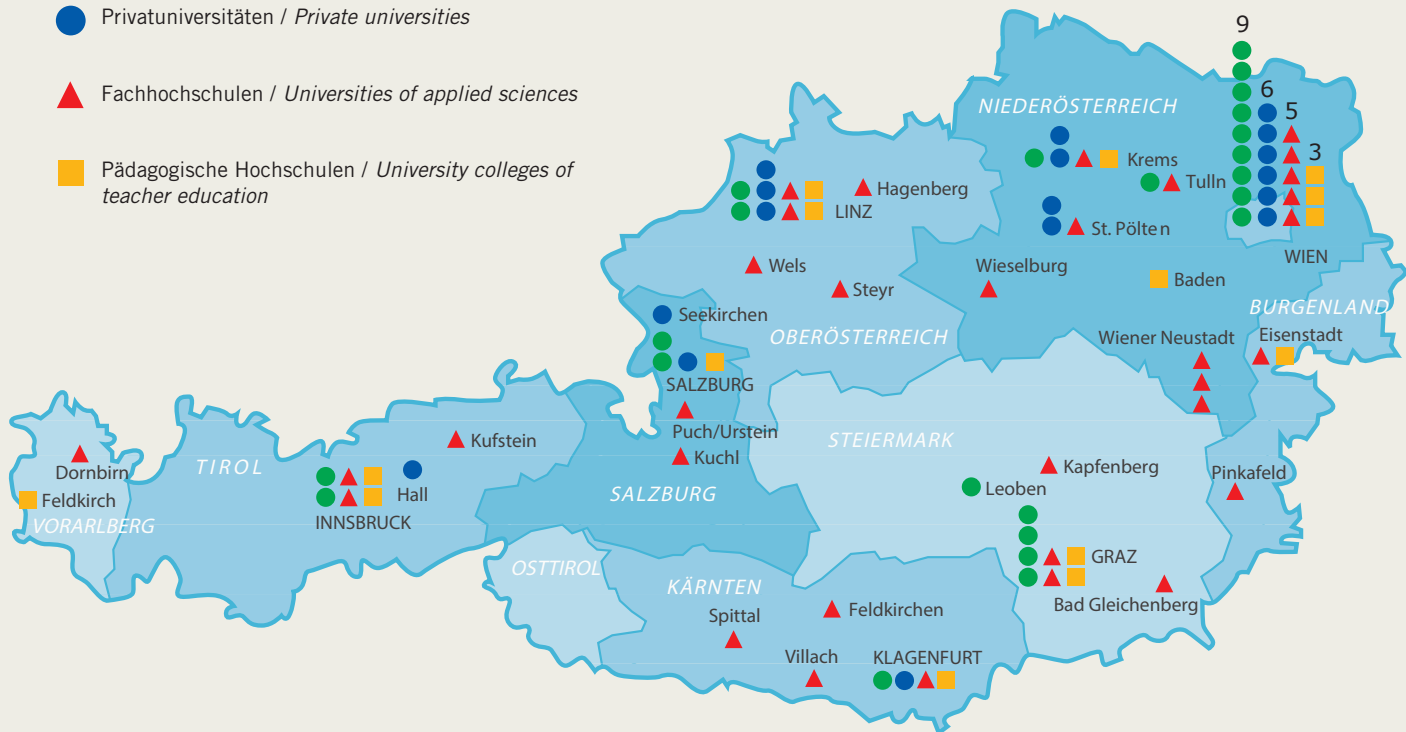 Privatuniversitäten / Private universities
Fachhochschulen / Universities of applied sciences
Pädagogische Hochschulen / University colleges of
teacher education
9
6
5
3
NIEDERÖSTERREICH
Krems
Tulln
Hagenberg
LINZ
St. Pölten
WIEN
Wels
Steyr
Wieselburg
Baden
BURGENLAND
Seekirchen
OBERÖSTERREICH
Wiener Neustadt
Eisenstadt
SALZBURG
Puch/Urstein
Kuchl
STEIERMARK
Kapfenberg
Pinkafeld
Kufstein
TIROL
Dornbirn
Feldkirch
VORARLBERG
Hall
INNSBRUCK
SALZBURG
Leoben
GRAZ
Bad Gleichenberg
OSTTIROL
KÄRNTEN
Spittal
Feldkirchen
Villach
KLAGENFURT